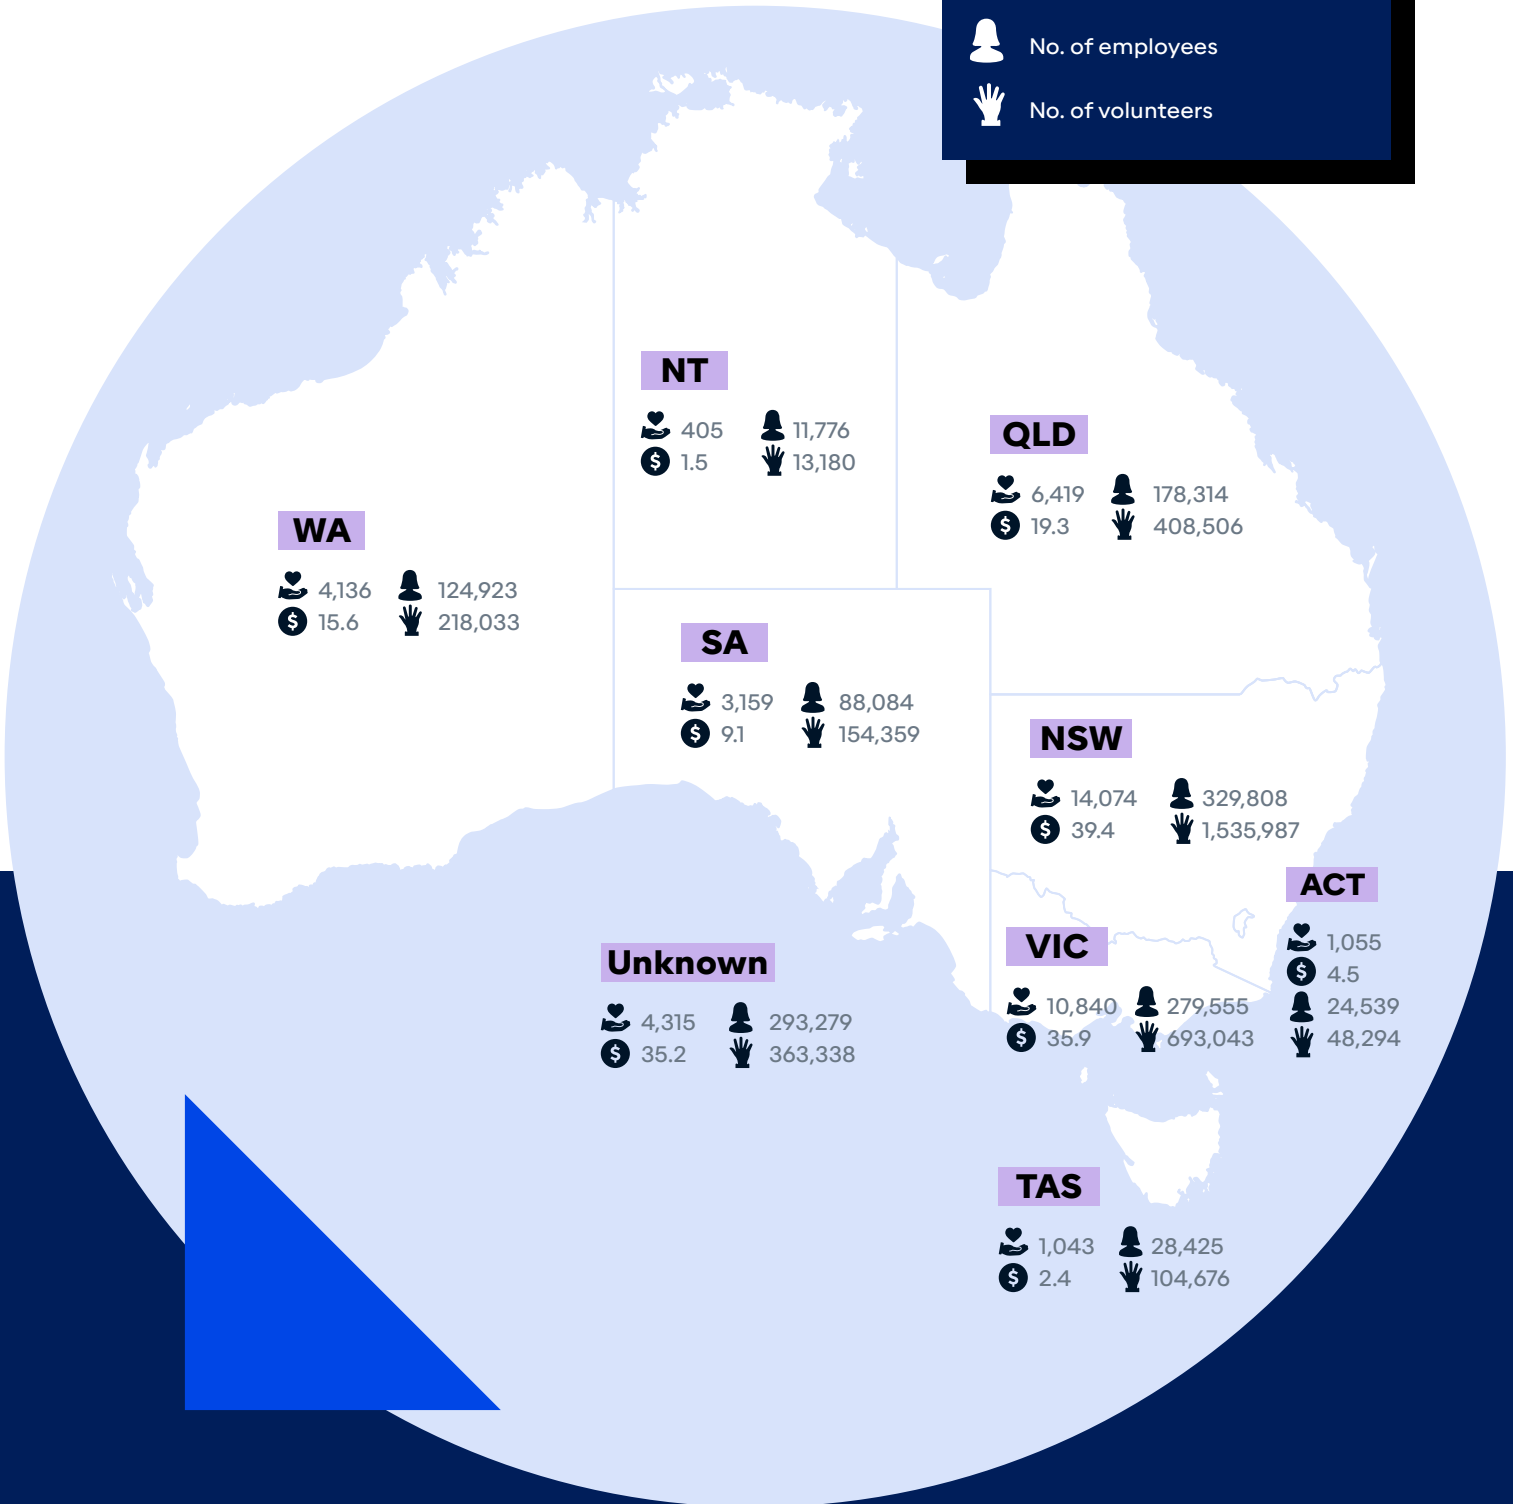 No. of employees
No. of volunteers
NT
405 11,776
1.5 13,180
QLD
6,419 178,314
19.3 408,506
WA
4,136 124,923
15.6 218,033
SA
3,159 88,084
9.1 154,359
NSW
14,074 329,808
39.4 1,535,987
ACT
1,055
4.5
24,539
48,294
VIC
10,840 279,555
35.9 693,043
Unknown
4,315 293,279
35.2 363,338
TAS
1,043 28,425
2.4 104,676